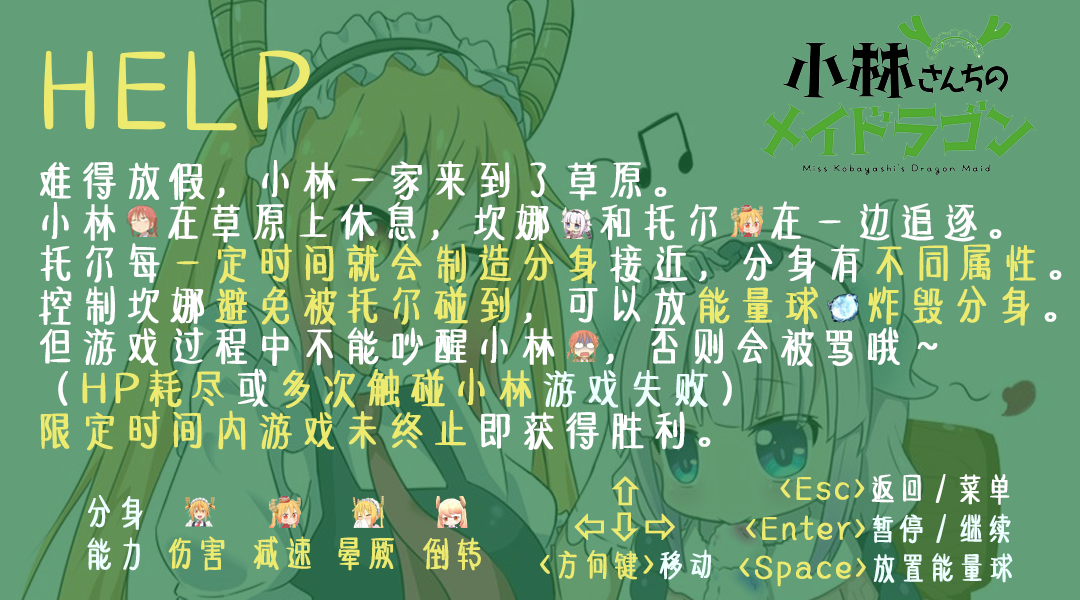 HELP
小林さんちの
メイドラゴン
Miss Kobayashi's Dragon Maid
难得放假，小林一家来到了草原。
小林在草原上休息，坎娜和托尔在一边追逐。
托尔每一定时间就会制造分身接近，分身有不同属性。
控制坎娜避免被托尔碰到，可以放能量球炸毁分身。
但游戏过程中不能吵醒小林，否则会被骂哦~
（HP耗尽或多次触碰小林游戏失败）
限定时间内游戏未终止即获得胜利。
分身
能力 伤害 减速 晕厥 倒转
<方向键>移动
<Esc>返回/菜单
<Enter>暂停/继续
<Space>放置能量球